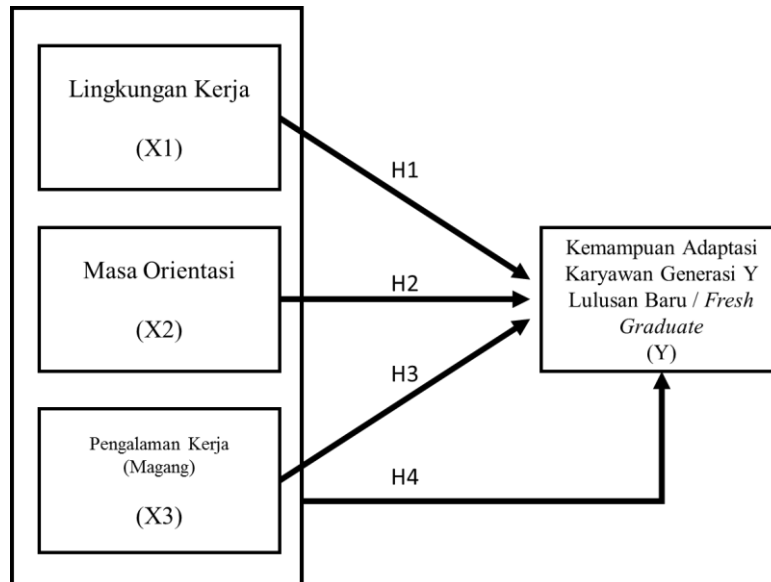 Lingkungan Kerja
(X1)
H1
Masa Orientasi
(X2)
H2
Kemampuan Adaptasi
Karyawan Generasi Y
Lulusan Baru / Fresh
Graduate
(Y)
H3
Pengalaman Kerja
(Magang)
(X3)
H4